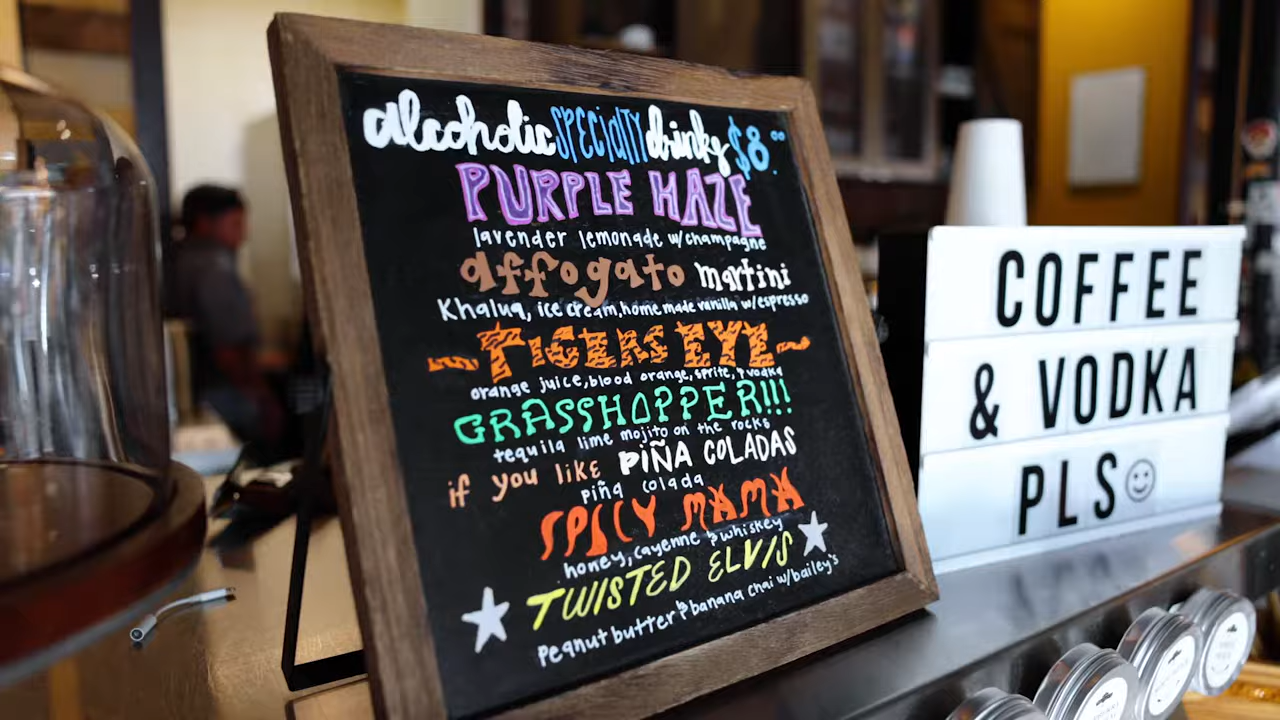 alcoholic SPECIALTY drinks $8.00
PURPLE HAZE
lavender lemonade w/champagne
affogato martini
Khalua, ice cream, home made vanilla w/espresso
~TIGERS EYE~
orange juice, blood orange, sprite, & vodka
GRASSHOPPER!!!
tequila lime mojito on the rocks
if you like PIÑA COLADAS
piña colada
SPICY MAMA
honey, cayenne & whiskey
TWISTED ELVIS
peanut butter & banana chai w/bailey's
COFFEE
& VODKA
PLS☺